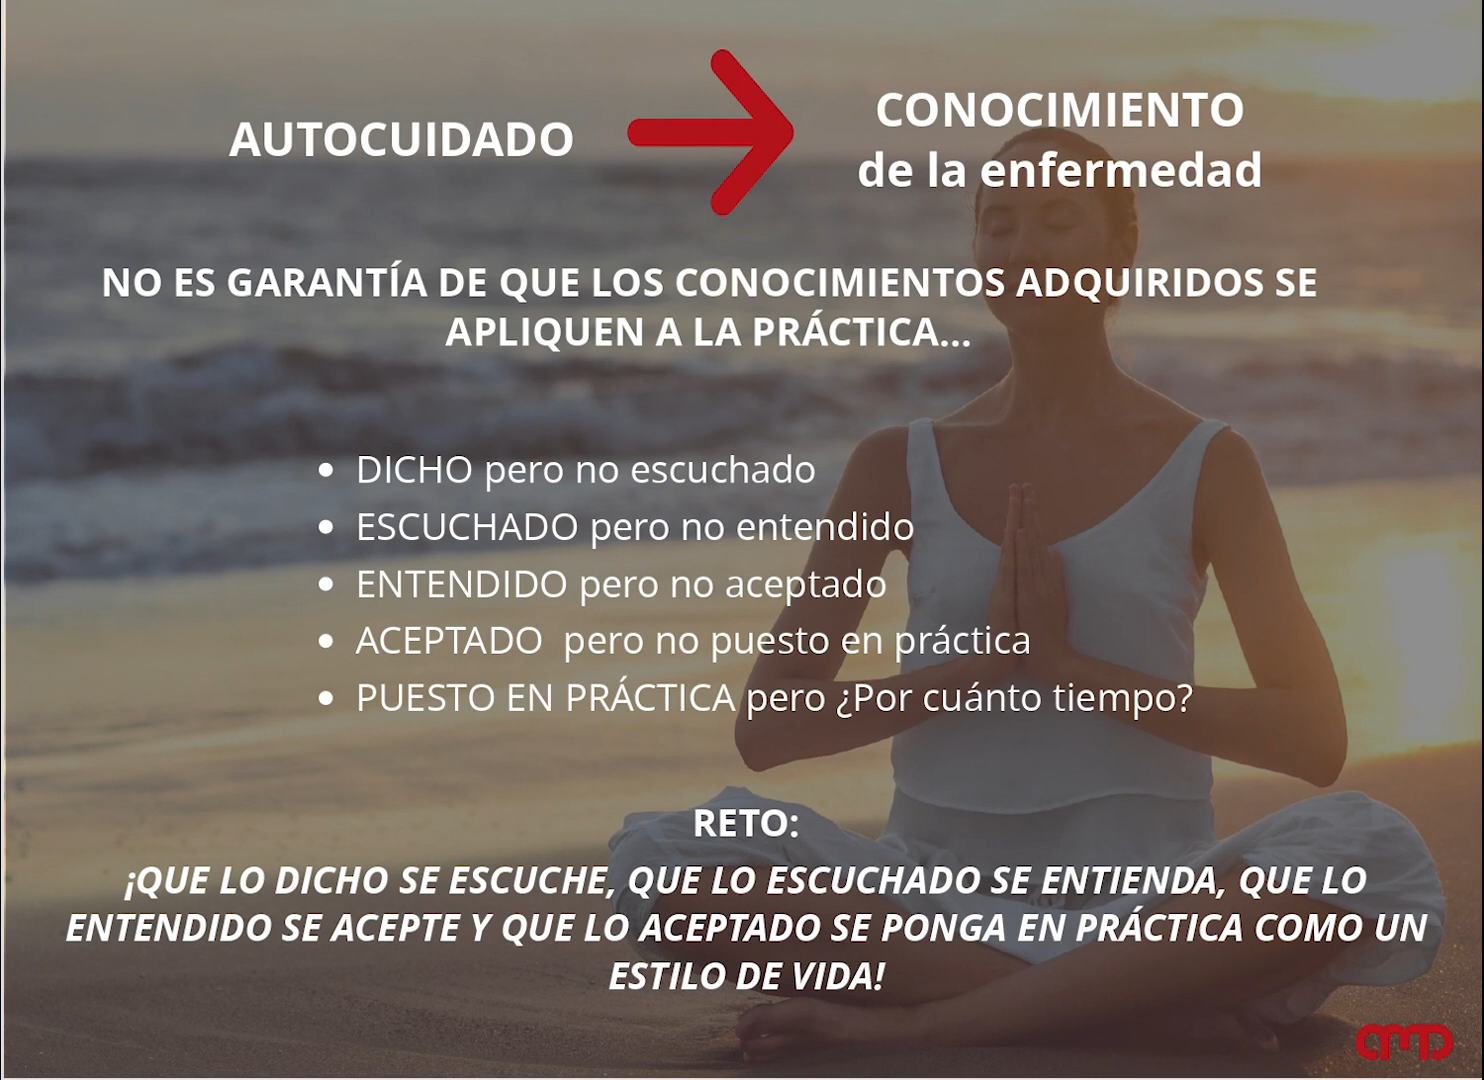 AUTOCUIDADO
CONOCIMIENTO
de la enfermedad
NO ES GARANTÍA DE QUE LOS CONOCIMIENTOS ADQUIRIDOS SE
APLIQUEN A LA PRÁCTICA...
• DICHO pero no escuchado
• ESCUCHADO pero no entendido
• ENTENDIDO pero no aceptado
• ACEPTADO pero no puesto en práctica
• PUESTO EN PRÁCTICA pero ¿Por cuánto tiempo?
RETO:
¡QUE LO DICHO SE ESCUCHE, QUE LO ESCUCHADO SE ENTIENDA, QUE LO
ENTENDIDO SE ACEPTE Y QUE LO ACEPTADO SE PONGA EN PRÁCTICA COMO UN
ESTILO DE VIDA!
amd